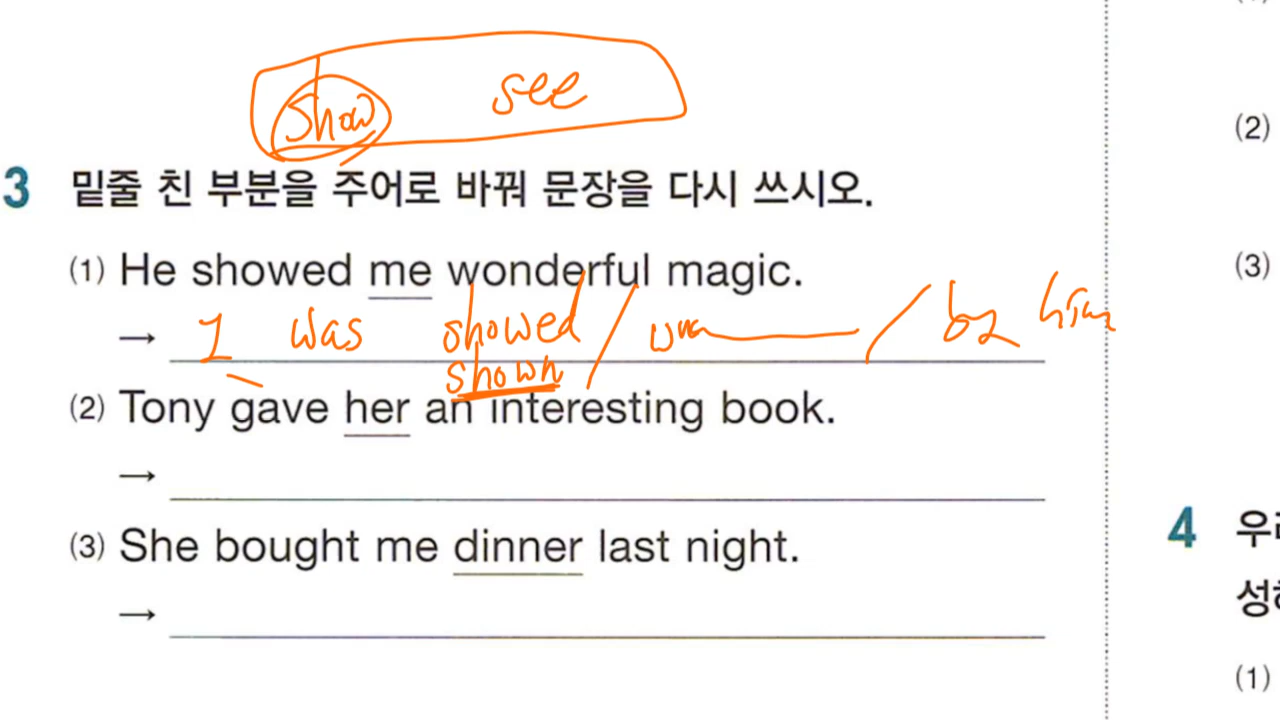 show see
3 밑줄 친 부분을 주어로 바꿔 문장을 다시 쓰시오.
(1) He showed me wonderful magic.
→ I was showed / / by him
shown
(2) Tony gave her an interesting book.
→
(3) She bought me dinner last night.
→
(2)
(3)
4 우리
(1)